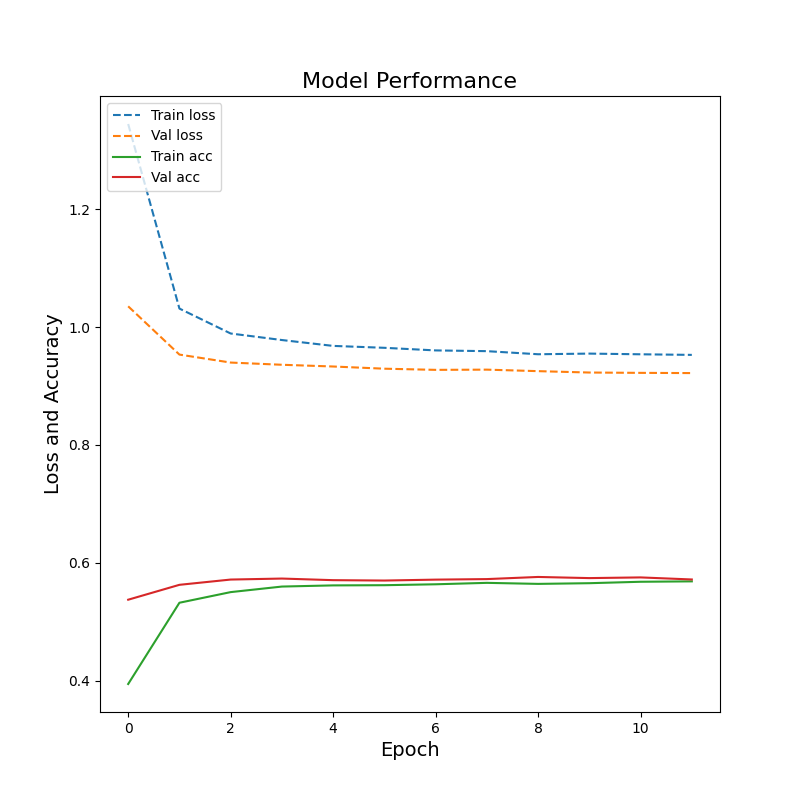 Model Performance
Train loss
Val loss
Train acc
Val acc
1.2
1.0
0.8
0.6
0.4
Loss and Accuracy
0 2 4 6 8 10
Epoch